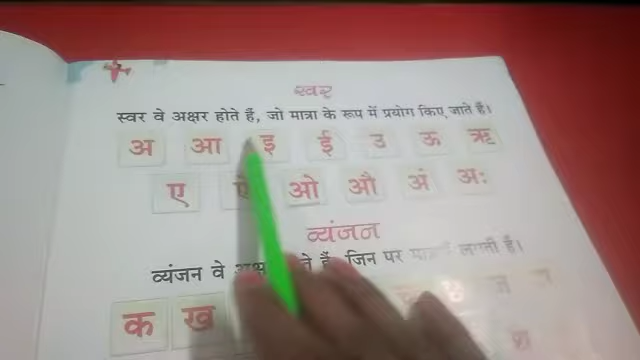 स्वर
स्वर वे अक्षर होते हैं, जो मात्रा के रूप में प्रयोग किए जाते हैं।
अ आ इ ई उ ऊ ऋ
ए ऐ ओ औ अं अः
व्यंजन
व्यंजन वे जिन पर लगती हैं।
क ख